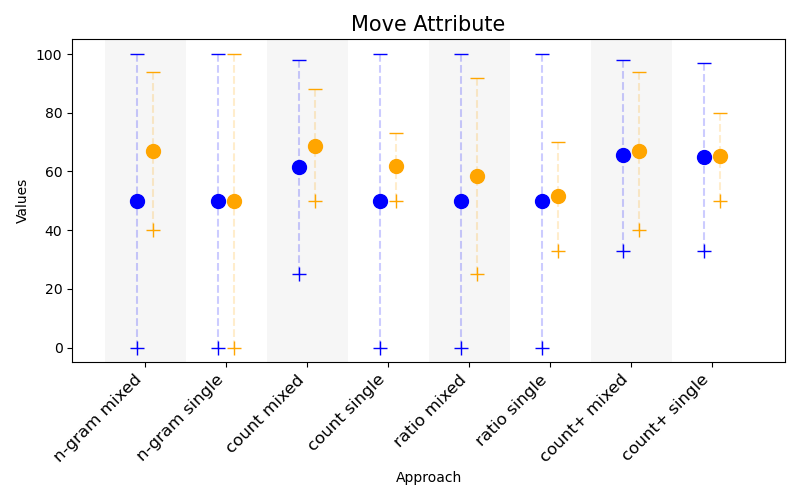 Move Attribute
Values
100
80
60
40
20
0
n-gram mixed
n-gram single
count mixed
count single
ratio mixed
ratio single
count+ mixed
count+ single
Approach